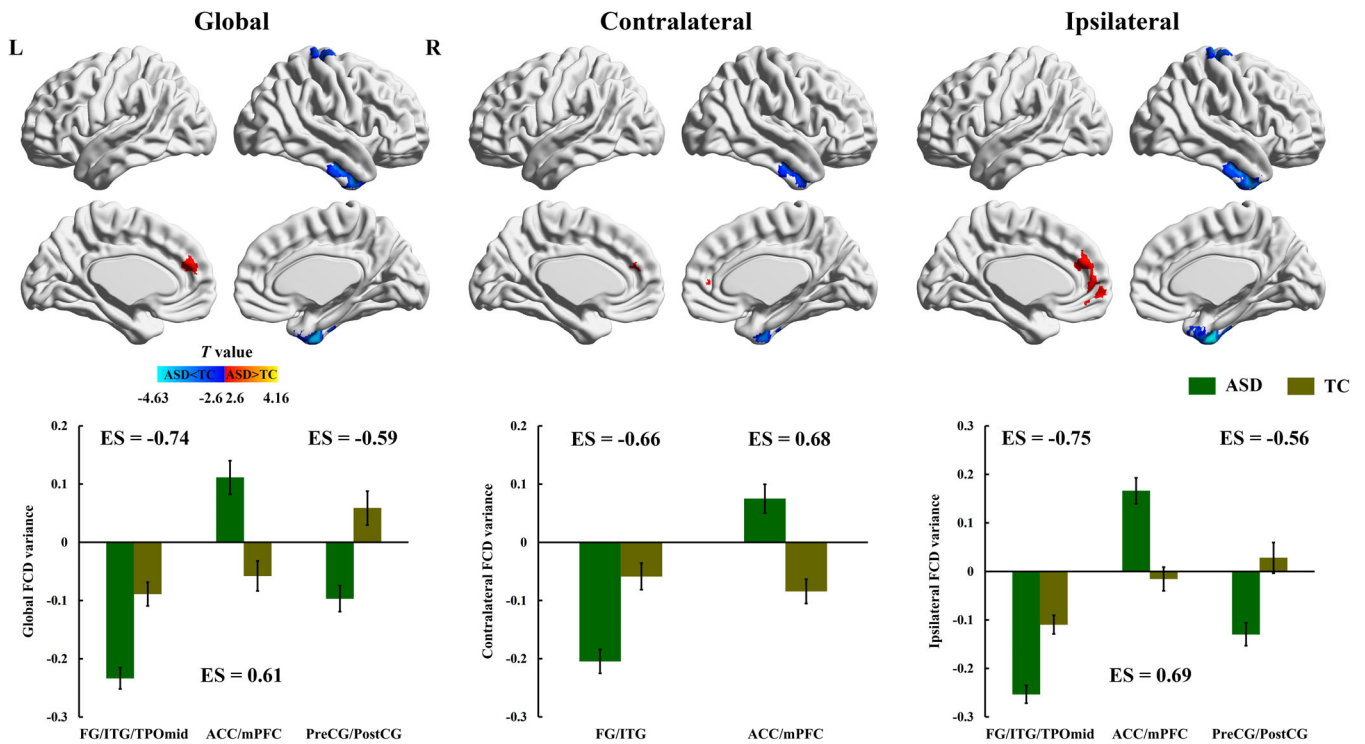 Global
Contralateral
Ipsilateral
L
R
T value
ASD<TC ASD>TC
-4.63 -2.6 2.6 4.16
ASD TC
Global FCD variance
0.2
0.1
0
-0.1
-0.2
-0.3
ES = -0.74
ES = -0.59
ES = 0.61
FG/ITG/TPOmid ACC/mPFC PreCG/PostCG
Contralateral FCD variance
0.2
0.1
0
-0.1
-0.2
-0.3
ES = -0.66
ES = 0.68
FG/ITG ACC/mPFC
Ipsilateral FCD variance
0.3
0.2
0.1
0
-0.1
-0.2
-0.3
ES = -0.75
ES = -0.56
ES = 0.69
FG/ITG/TPOmid ACC/mPFC PreCG/PostCG